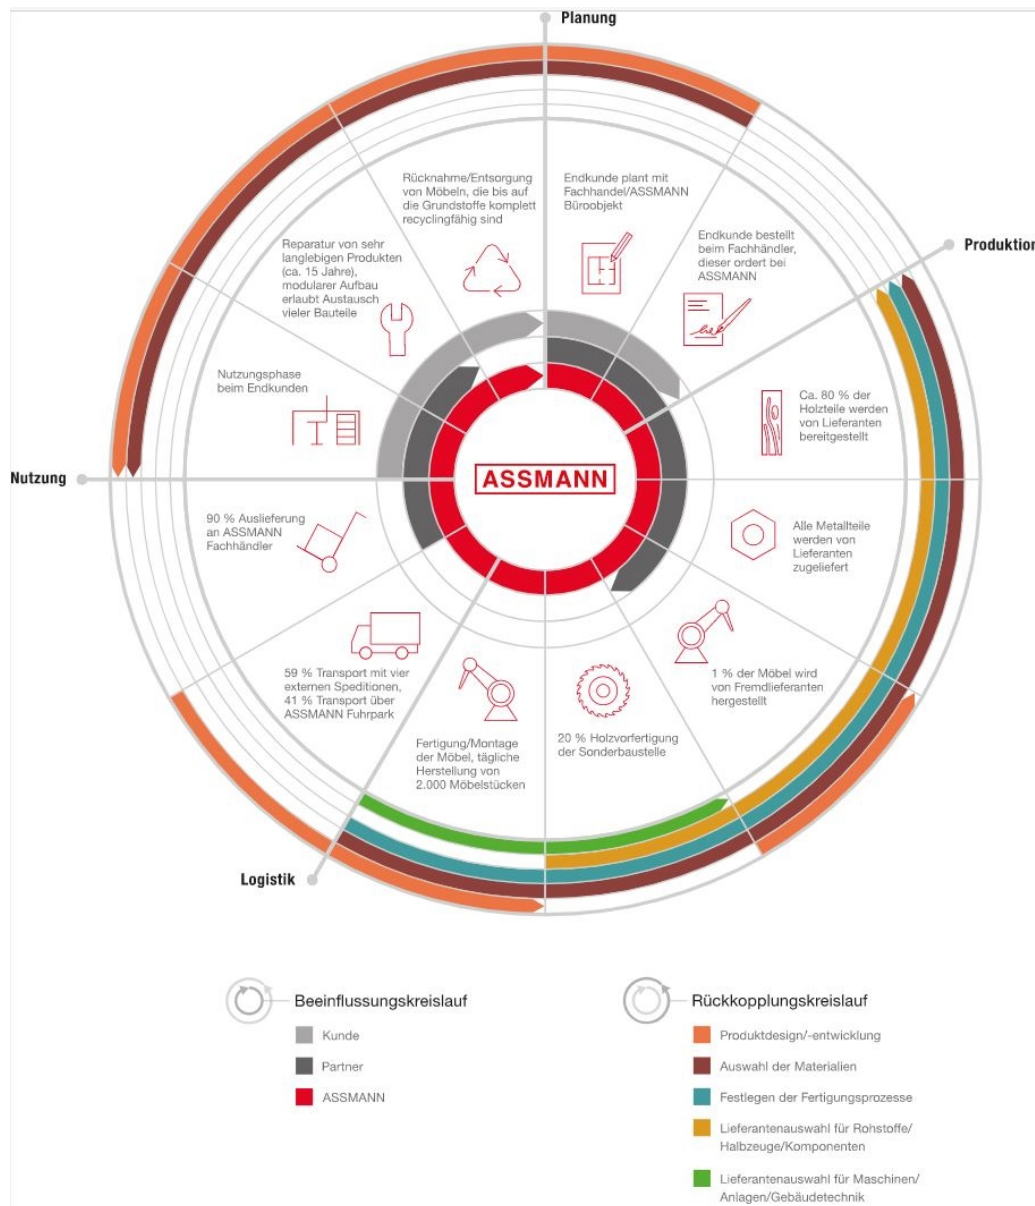 Planung
Rücknahme/Entsorgung
von Möbeln, die bis auf
die Grundstoffe komplett
recyclingfähig sind
Endkunde plant mit
Fachhandel/ASSMANN
Büroobjekt
Endkunde bestellt
beim Fachhändler,
dieser ordert bei
ASSMANN
Produktion
Reparatur von sehr
langlebigen Produkten
(ca. 15 Jahre),
modularer Aufbau
erlaubt Austausch
vieler Bauteile
Nutzungsphase
beim Endkunden
Ca. 80 % der
Holzteile werden
von Lieferanten
bereitgestellt
Nutzung
ASSMANN
90 % Auslieferung
an ASSMANN
Fachhändler
Alle Metallteile
werden von
Lieferanten
zugeliefert
59 % Transport mit vier
externen Speditionen,
41 % Transport über
ASSMANN Fuhrpark
1 % der Möbel wird
von Fremdlieferanten
hergestellt
Fertigung/Montage
der Möbel, tägliche
Herstellung von
2.000 Möbelstücken
20 % Holzvorfertigung
der Sonderbaustelle
Logistik
Beeinflussungskreislauf
Kunde
Partner
ASSMANN
Rückkopplungskreislauf
Produktdesign/-entwicklung
Auswahl der Materialien
Festlegen der Fertigungsprozesse
Lieferantenauswahl für Rohstoffe/
Halbzeuge/Komponenten
Lieferantenauswahl für Maschinen/
Anlagen/Gebäudetechnik